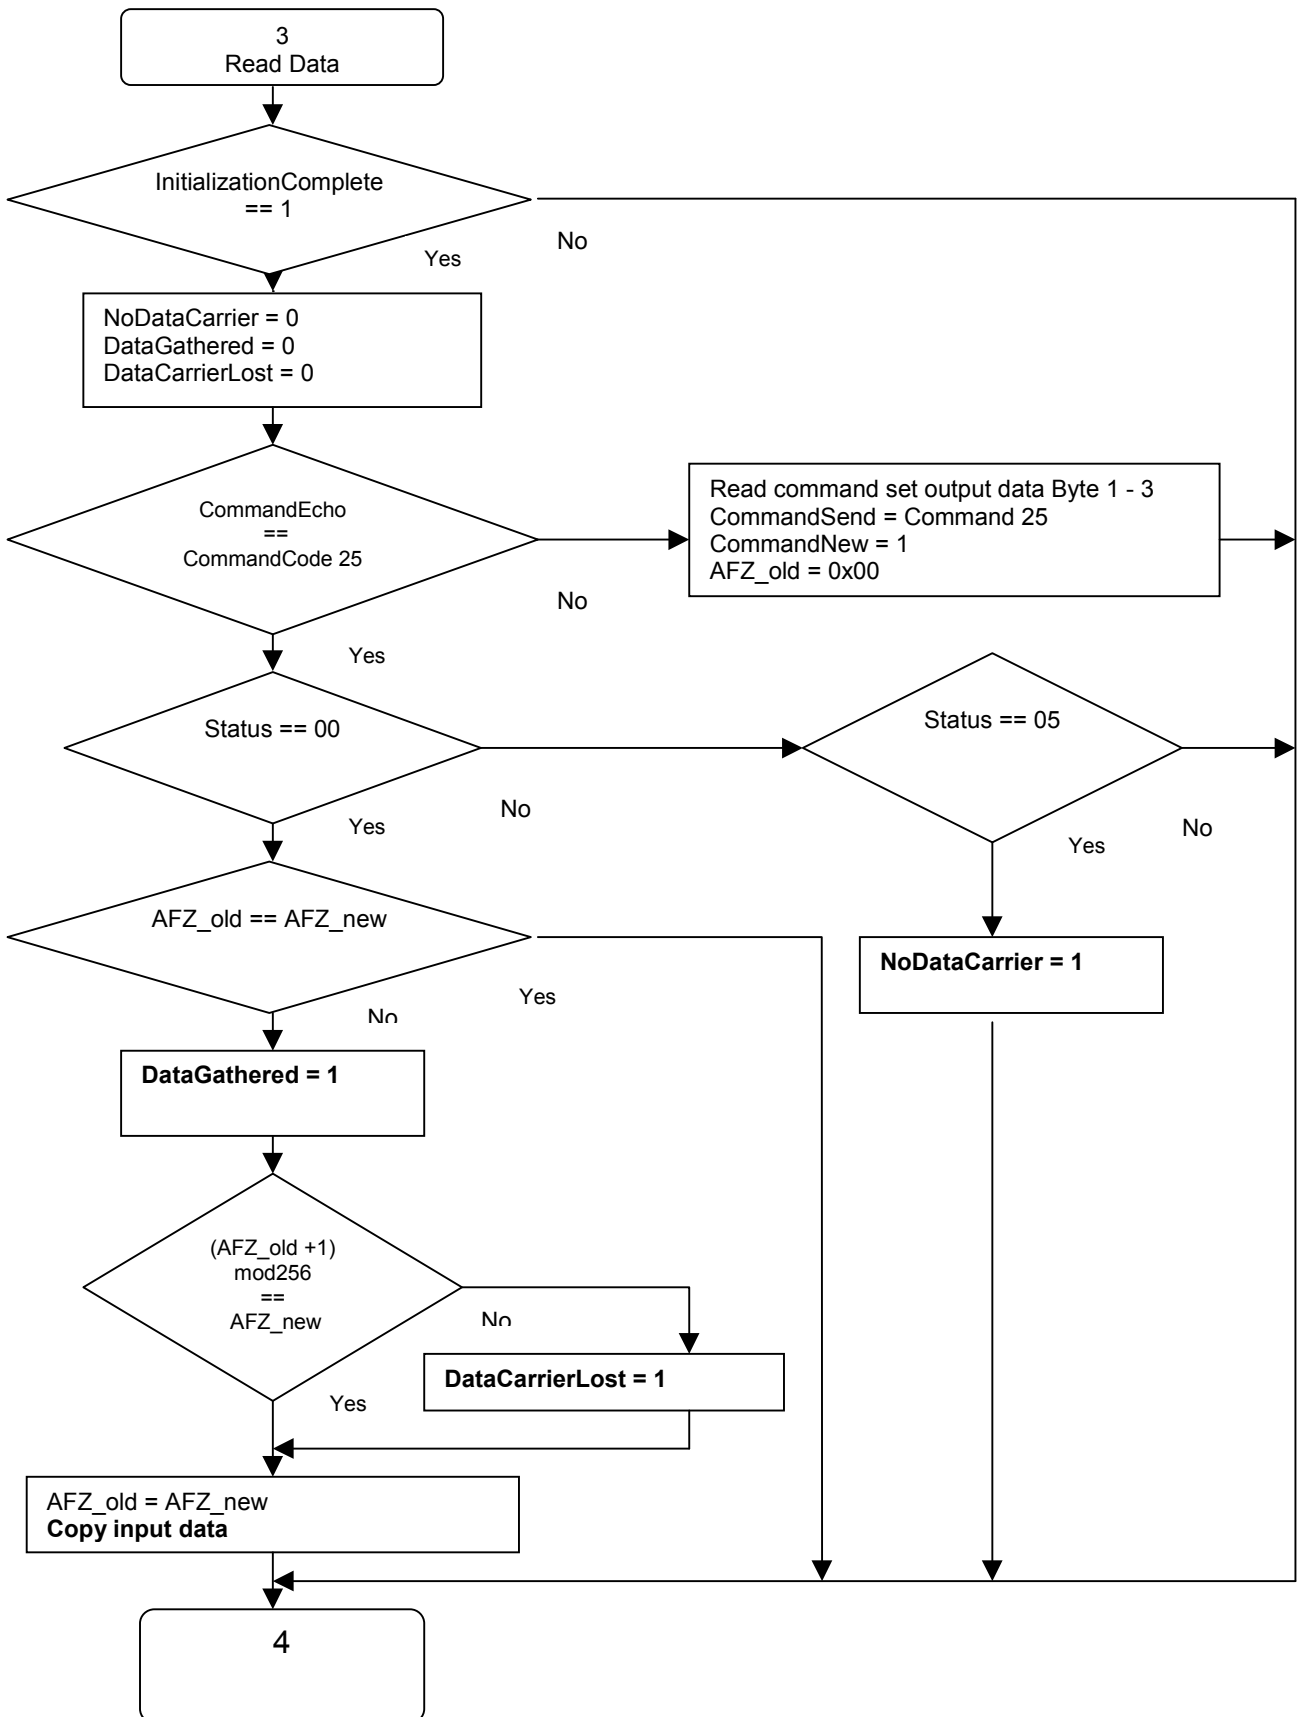 3
Read Data
InitializationComplete
== 1
No
Yes
NoDataCarrier = 0
DataGathered = 0
DataCarrierLost = 0
CommandEcho
==
CommandCode 25
Read command set output data Byte 1 - 3
CommandSend = Command 25
CommandNew = 1
AFZ_old = 0x00
No
Yes
Status == 00
Status == 05
No
Yes
No
Yes
AFZ_old == AFZ_new
NoDataCarrier = 1
Yes
No
DataGathered = 1
(AFZ_old +1)
mod256
==
AFZ_new
No
DataCarrierLost = 1
Yes
AFZ_old = AFZ_new
Copy input data
4